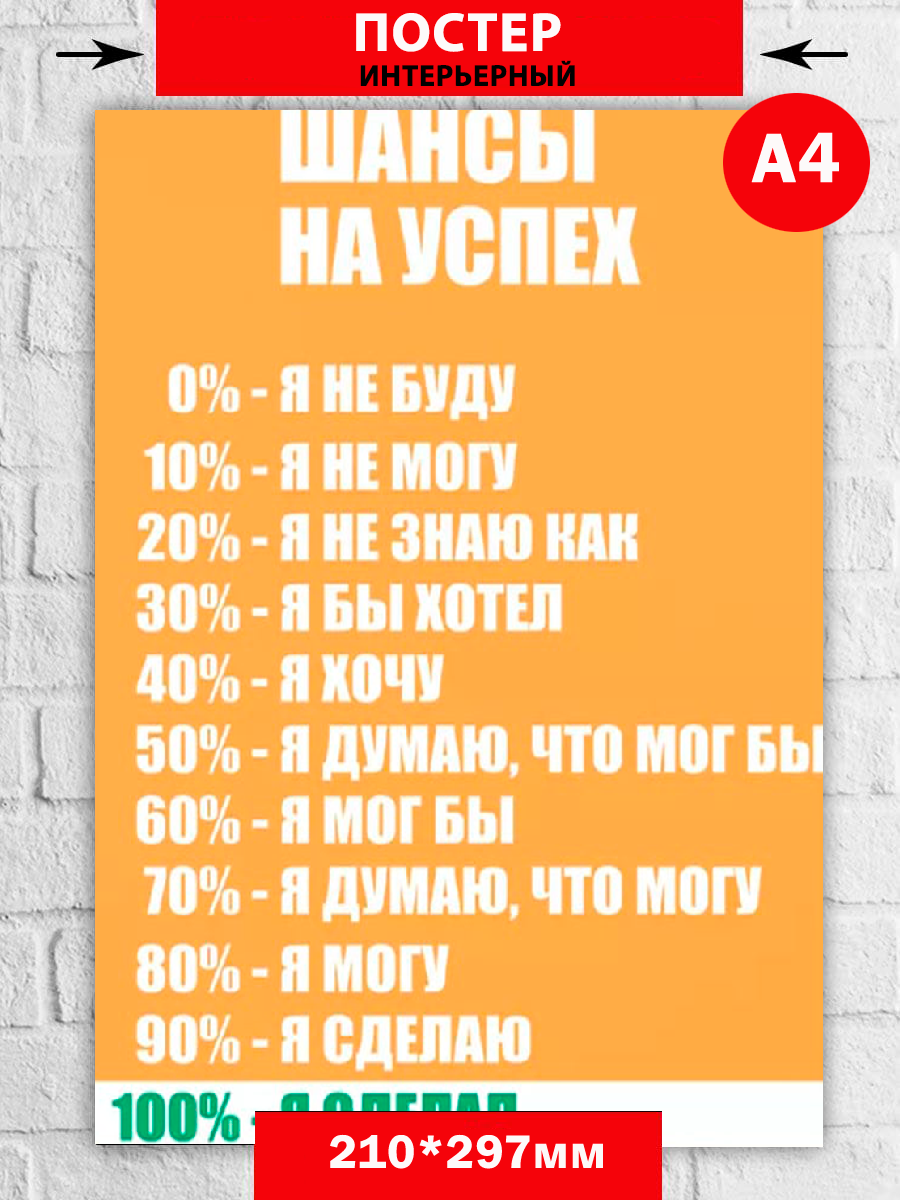 ПОСТЕР
ИНТЕРЬЕРНЫЙ
А4
ШАНСЫ
НА УСПЕХ
0% - Я НЕ БУДУ
10% - Я НЕ МОГУ
20% - Я НЕ ЗНАЮ КАК
30% - Я БЫ ХОТЕЛ
40% - Я ХОЧУ
50% - Я ДУМАЮ, ЧТО МОГ БЫ
60% - Я МОГ БЫ
70% - Я ДУМАЮ, ЧТО МОГУ
80% - Я МОГУ
90% - Я СДЕЛАЮ
100% - Я СДЕЛАЛ
210*297мм